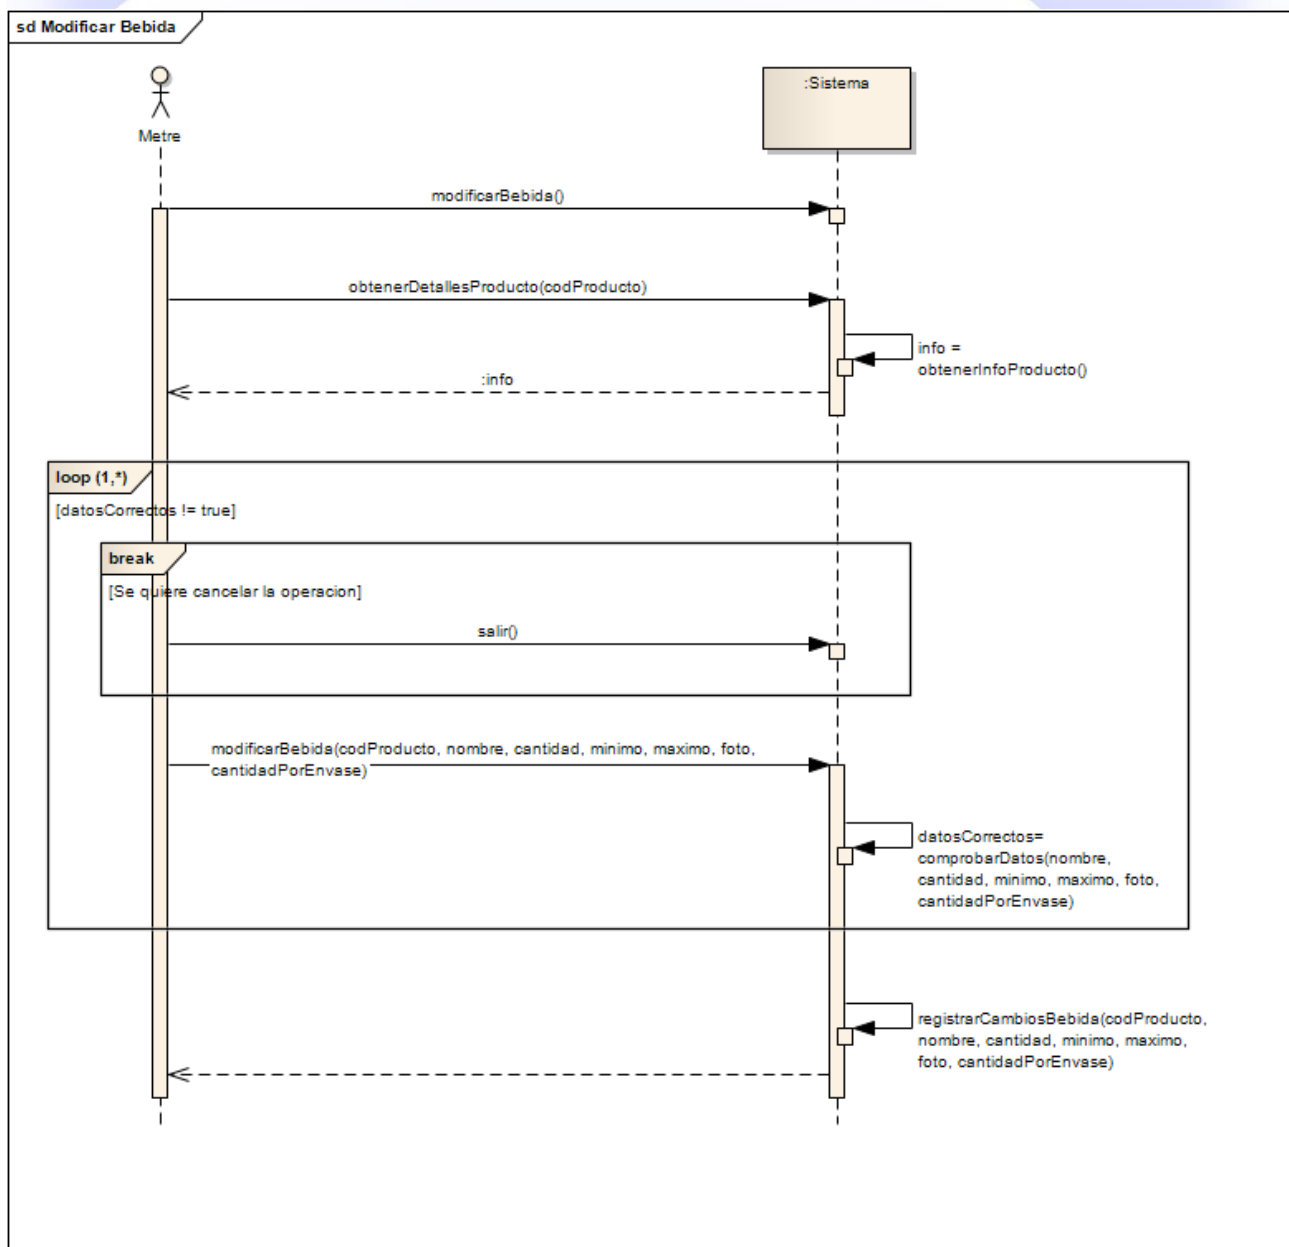 sd Modificar Bebida
Metre
:Sistema
modificarBebida()
obtenerDetallesProducto(codProducto)
info =
obtenerInfoProducto()
:info
loop (1,*)
[datosCorrectos != true]
break
[Se quiere cancelar la operacion]
salir()
modificarBebida(codProducto, nombre, cantidad, minimo, maximo, foto,
cantidadPorEnvase)
datosCorrectos=
comprobarDatos(nombre,
cantidad, minimo, maximo, foto,
cantidadPorEnvase)
registrarCambiosBebida(codProducto,
nombre, cantidad, minimo, maximo,
foto, cantidadPorEnvase)